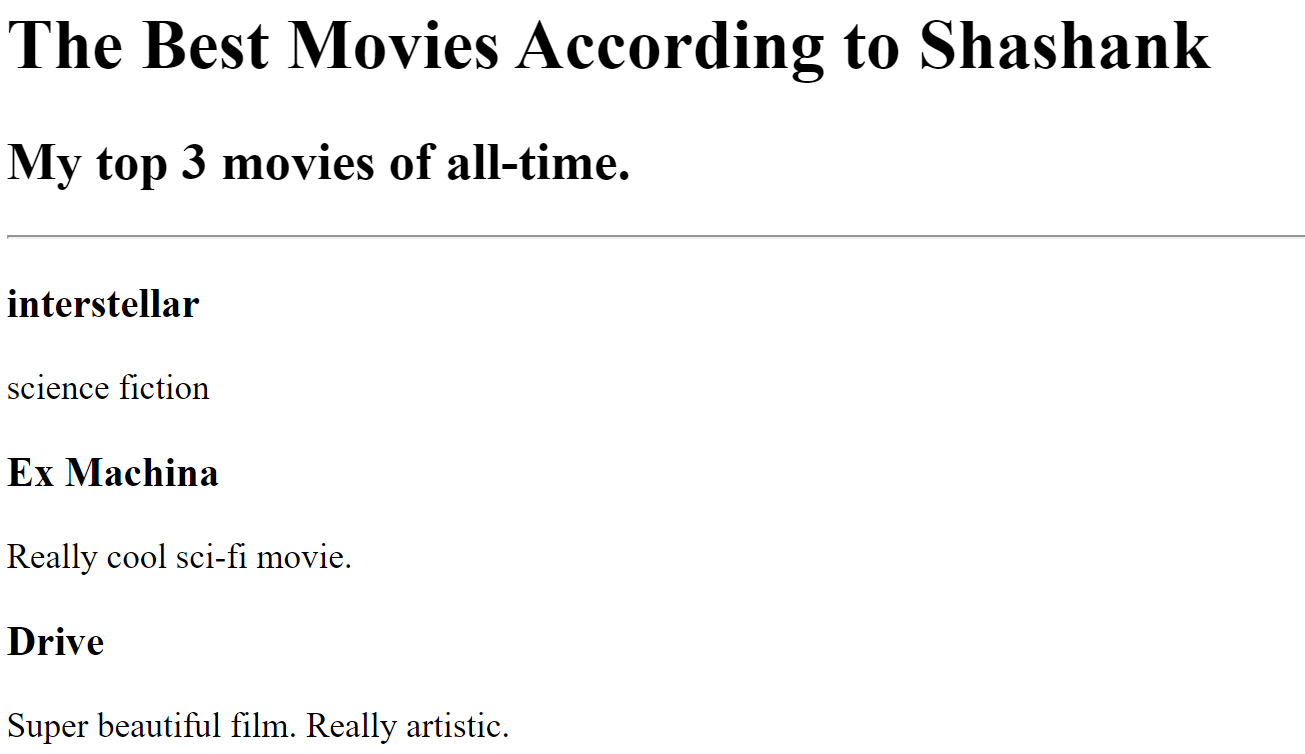 The Best Movies According to Shashank
My top 3 movies of all-time.
interstellar
science fiction
Ex Machina
Really cool sci-fi movie.
Drive
Super beautiful film. Really artistic.